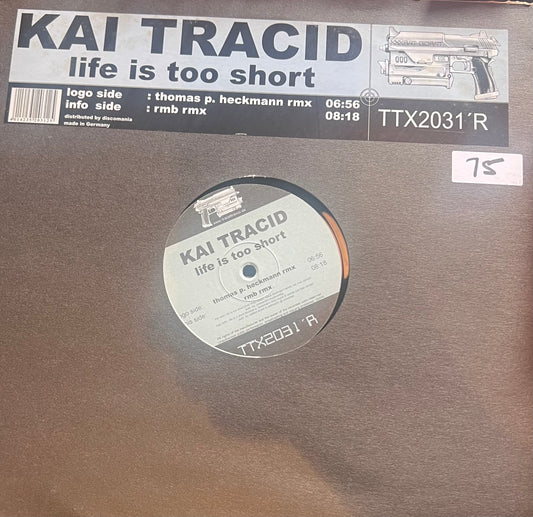 KAI TRACID
life is too short
logo side : thomas p. heckmann rmx 06:56
info side : rmb rmx 08:18
distributed by discomania
made in Germany
TTX2031´R
75
KAI TRACID
life is too short
thomas p. heckmann rmx 06:56
rmb rmx 08:18
TTX2031´R